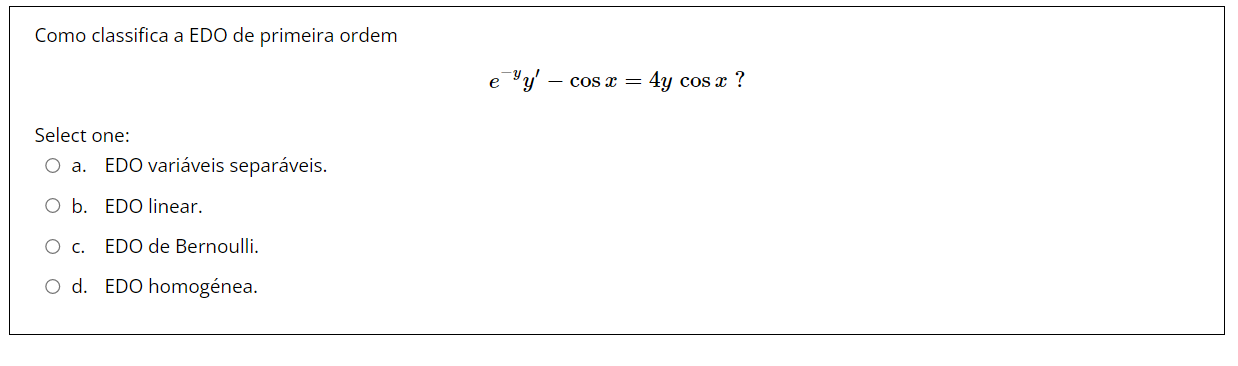 Como classifica a EDO de primeira ordem
e^{-y}y' − cos x = 4y cos x ?
Select one:
a. EDO variáveis separáveis.
b. EDO linear.
c. EDO de Bernoulli.
d. EDO homogénea.